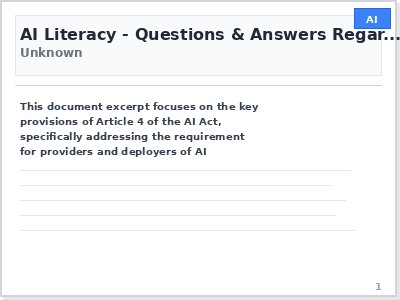 AI
AI Literacy - Questions & Answers Regar...
Unknown
This document excerpt focuses on the key
provisions of Article 4 of the AI Act,
specifically addressing the requirement
for providers and deployers of AI
1